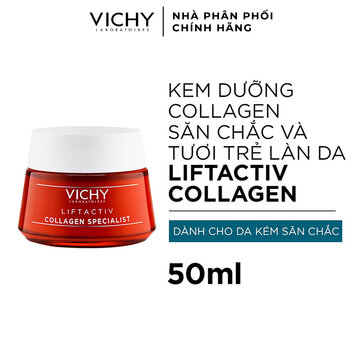 VICHY
LABORATOIRES
NHÀ PHÂN PHỐI
CHÍNH HÃNG
KEM DƯỠNG
COLLAGEN
SĂN CHẮC VÀ
TƯƠI TRẺ LÀN DA
LIFTACTIV
COLLAGEN
DÀNH CHO DA KÉM SĂN CHẮC
50ml
VICHY
LABORATOIRES
LIFTACTIV
COLLAGEN SPECIALIST